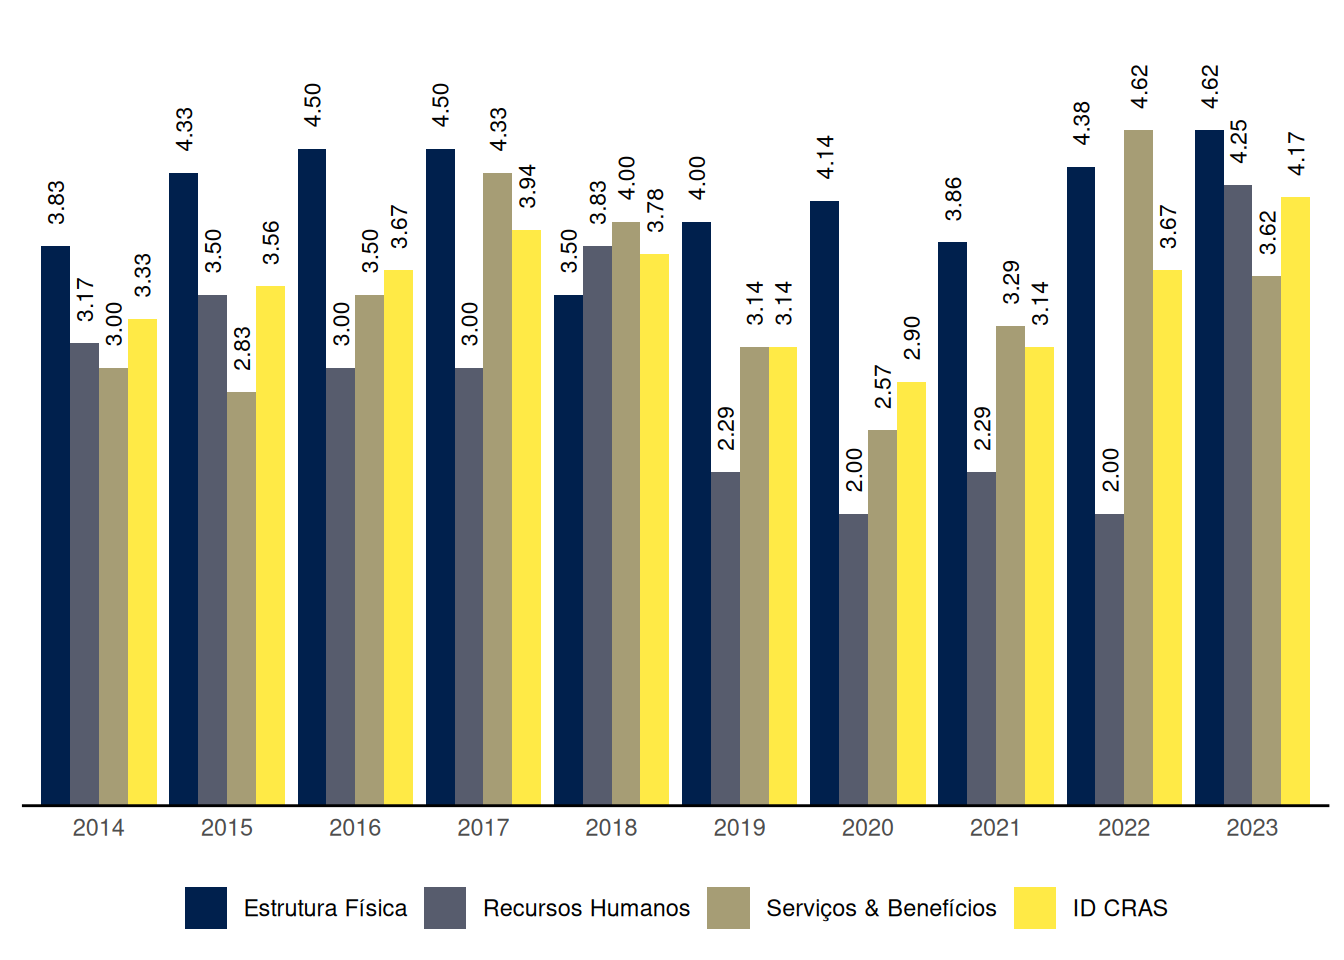 3.83 3.17 3.00 3.33
4.33 3.50 2.83 3.56
4.50 3.00 3.50 3.67
4.50 3.00 4.33 3.94
3.50 3.83 4.00 3.78
4.00 2.29 3.14 3.14
4.14 2.00 2.57 2.90
3.86 2.29 3.29 3.14
4.38 2.00 4.62 3.67
4.62 4.25 3.62 4.17
2014 2015 2016 2017 2018 2019 2020 2021 2022 2023
Estrutura Física Recursos Humanos Serviços & Benefícios ID CRAS